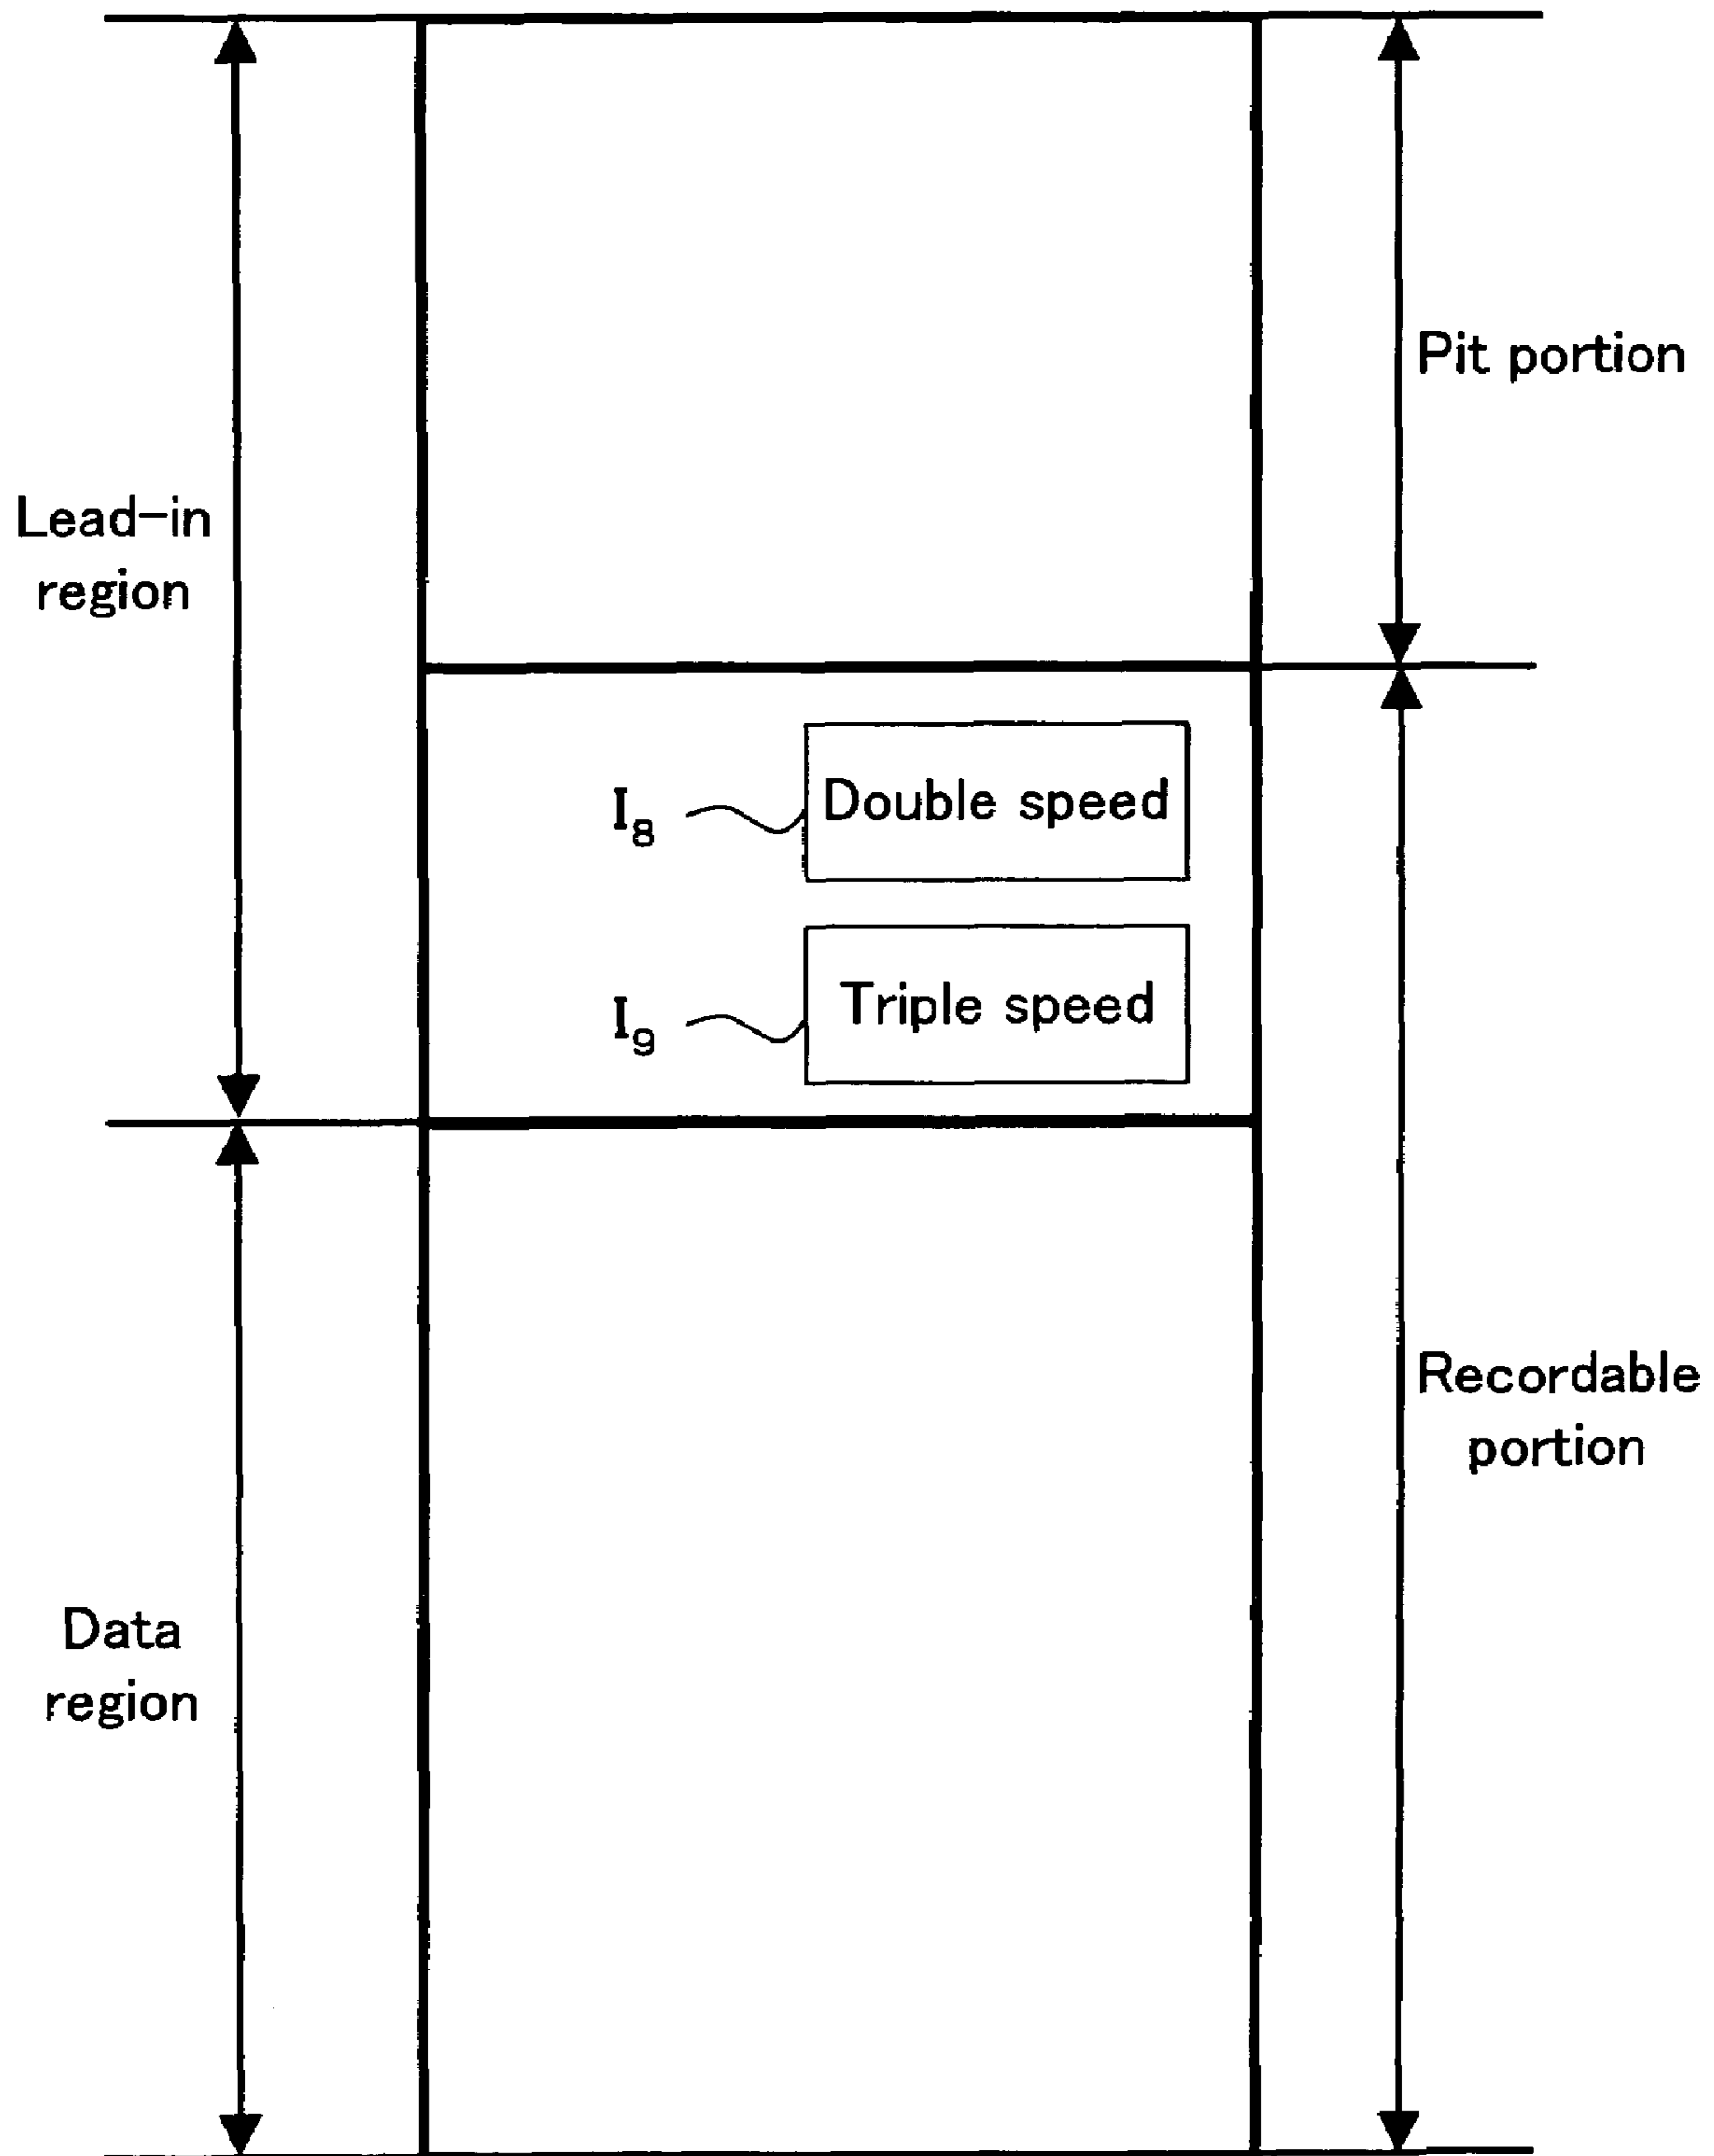 Pit portion
Lead-in
region
I8
Double speed
I9
Triple speed
Recordable
portion
Data
region